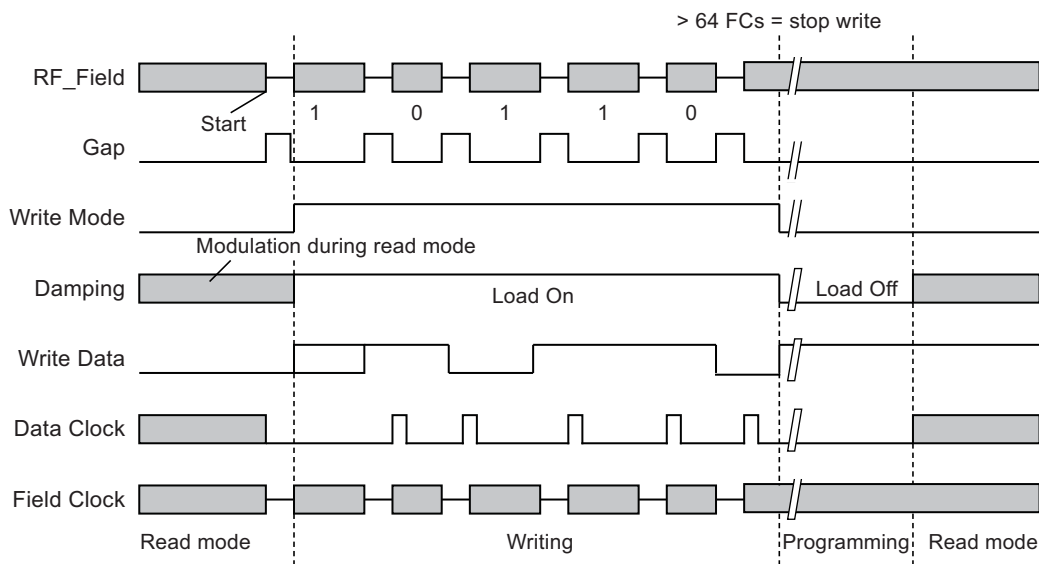 > 64 FCs = stop write
RF_Field
Start
1 0 1 1 0
Gap
Write Mode
Modulation during read mode
Damping
Load On
Load Off
Write Data
Data Clock
Field Clock
Read mode
Writing
Programming
Read mode